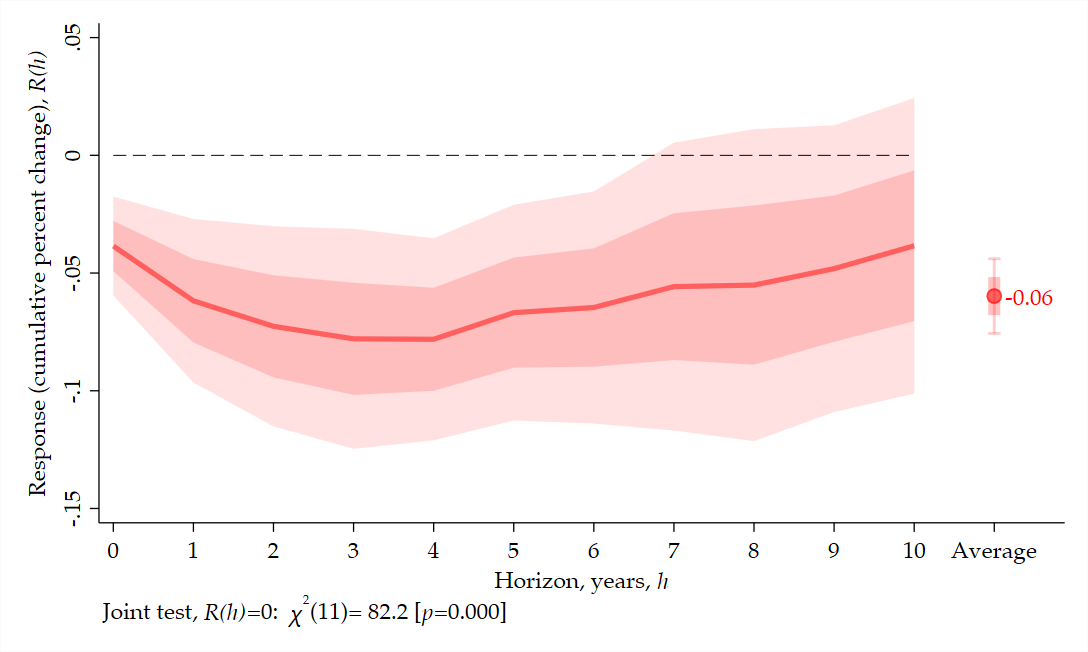 Response (cumulative percent change), R(h)
.05
0
-.05
-.1
-.15
-0.06
0 1 2 3 4 5 6 7 8 9 10 Average
Horizon, years, h
Joint test, R(h)=0: χ²(11)= 82.2 [p=0.000]